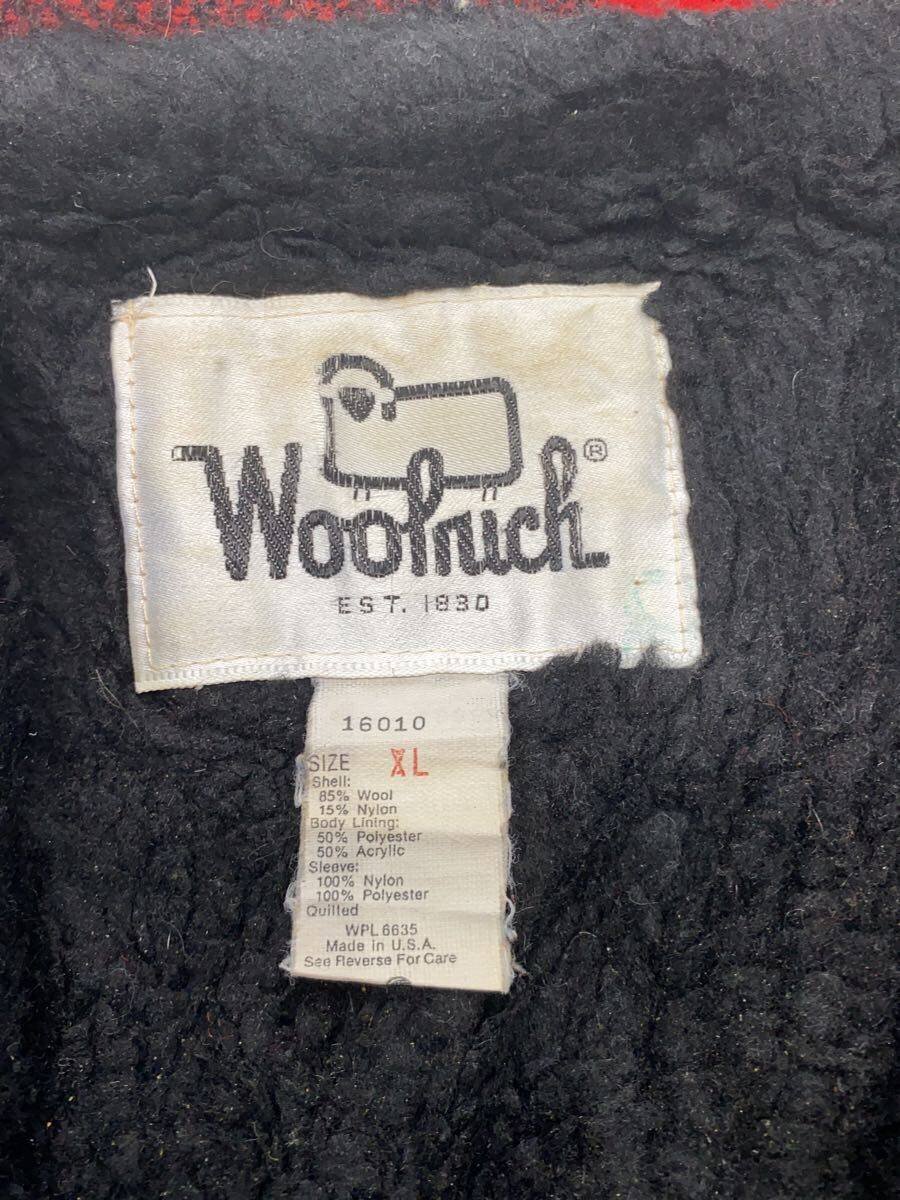 Woolrich®
EST. 1830
16010
SIZE XL
Shell:
85% Wool
15% Nylon
Body Lining:
50% Polyester
50% Acrylic
Sleeve:
100% Nylon
100% Polyester
Quilted
WPL 6635
Made in U.S.A.
See Reverse For Care